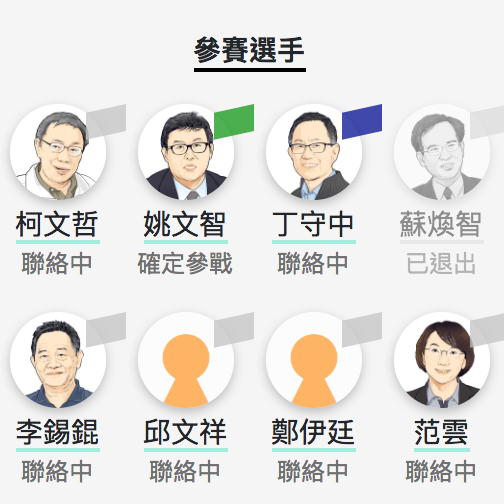 參賽選手
柯文哲 姚文智 丁守中 蘇煥智
聯絡中 確定參戰 聯絡中 已退出
李錫錕 邱文祥 鄭伊廷 范雲
聯絡中 聯絡中 聯絡中 聯絡中